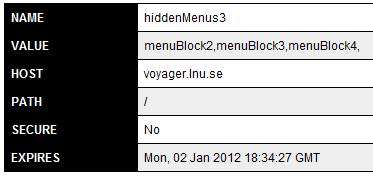 NAME hiddenMenus3
VALUE menuBlock2,menuBlock3,menuBlock4,
HOST voyager.lnu.se
PATH /
SECURE No
EXPIRES Mon, 02 Jan 2012 18:34:27 GMT